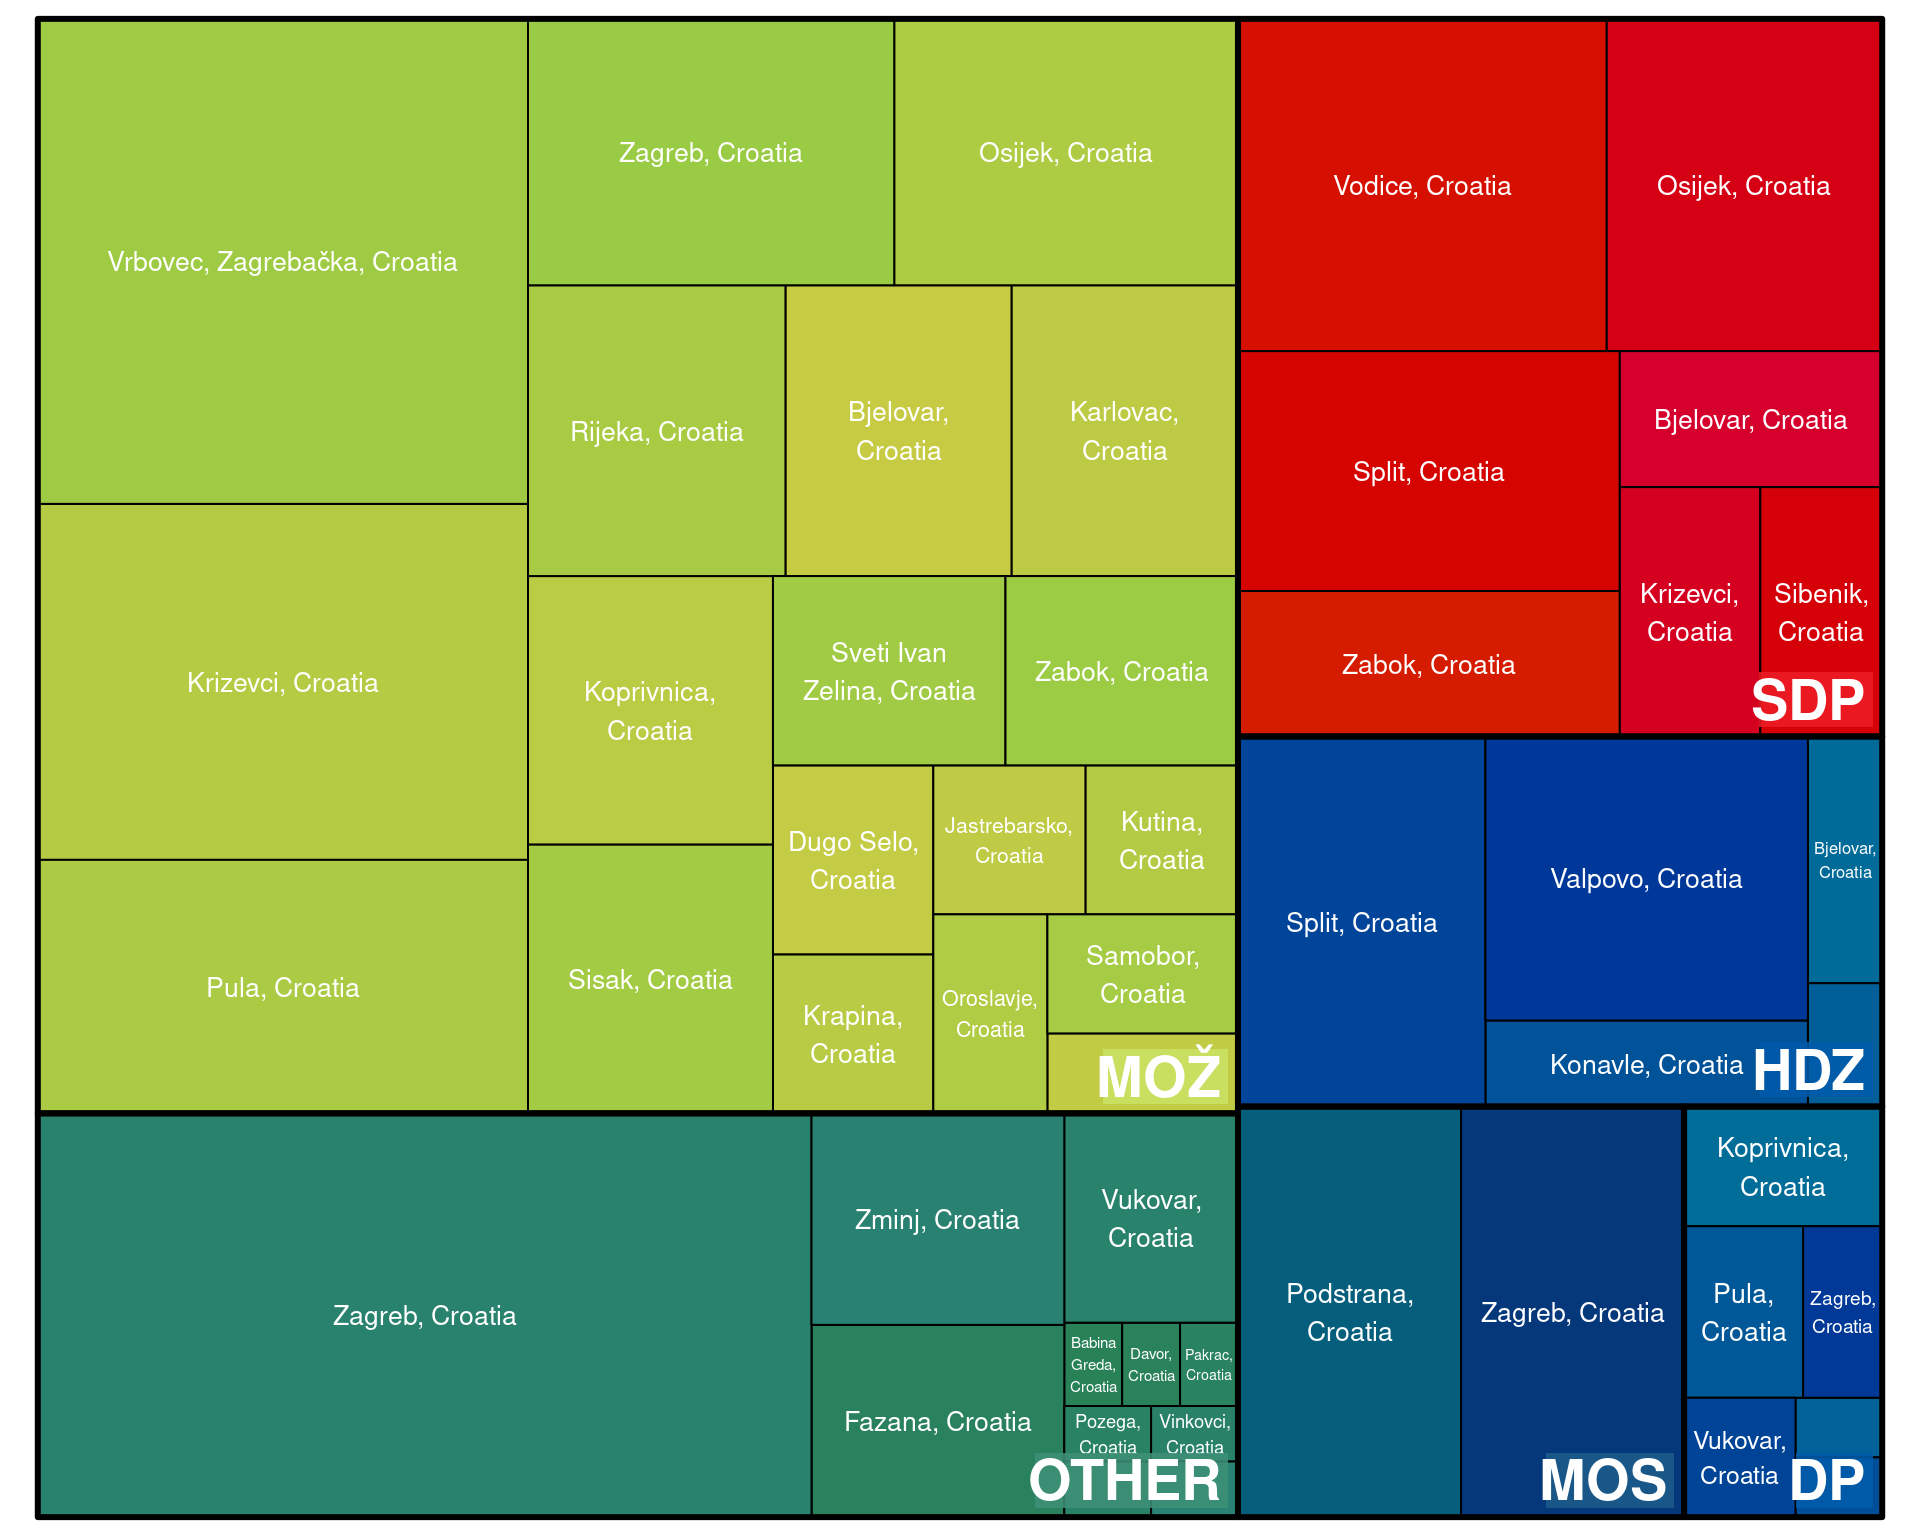 Vrbovec, Zagrebačka, Croatia
Zagreb, Croatia
Osijek, Croatia
Rijeka, Croatia
Bjelovar,
Croatia
Karlovac,
Croatia
Krizevci, Croatia
Koprivnica,
Croatia
Sveti Ivan
Zelina, Croatia
Zabok, Croatia
Dugo Selo,
Croatia
Jastrebarsko,
Croatia
Kutina,
Croatia
Pula, Croatia
Sisak, Croatia
Krapina,
Croatia
Oroslavje,
Croatia
Samobor,
Croatia
MOŽ
Vodice, Croatia
Osijek, Croatia
Split, Croatia
Bjelovar, Croatia
Zabok, Croatia
Krizevci,
Croatia
Sibenik,
Croatia
SDP
Split, Croatia
Valpovo, Croatia
Bjelovar,
Croatia
Konavle, Croatia
HDZ
Zagreb, Croatia
Zminj, Croatia
Vukovar,
Croatia
Fazana, Croatia
Babina
Greda,
Croatia
Davor,
Croatia
Pakrac,
Croatia
Pozega,
Croatia
Vinkovci,
Croatia
OTHER
Podstrana,
Croatia
Zagreb, Croatia
MOS
Koprivnica,
Croatia
Pula,
Croatia
Zagreb,
Croatia
Vukovar,
Croatia
DP